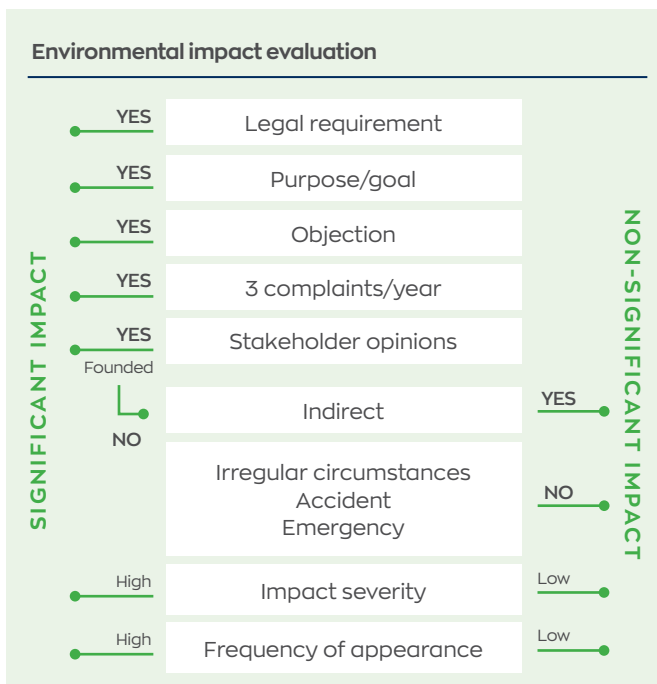 Environmental impact evaluation
YES
Legal requirement
YES
Purpose/goal
YES
Objection
YES
3 complaints/year
YES
Stakeholder opinions
Founded
NO
Indirect
YES
Irregular circumstances
Accident
Emergency
NO
High
Impact severity
Low
High
Frequency of appearance
Low
SIGNIFICANT IMPACT
NON-SIGNIFICANT IMPACT